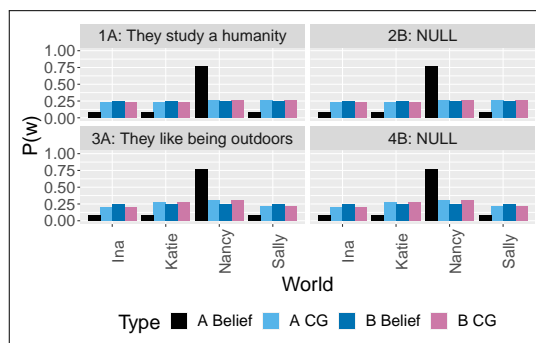 1A: They study a humanity
2B: NULL
1.00
0.75
0.50
0.25
0.00
3A: They like being outdoors
4B: NULL
1.00
0.75
0.50
0.25
0.00
P(w)
Ina
Katie
Nancy
Sally
Ina
Katie
Nancy
Sally
World
Type A Belief A CG B Belief B CG